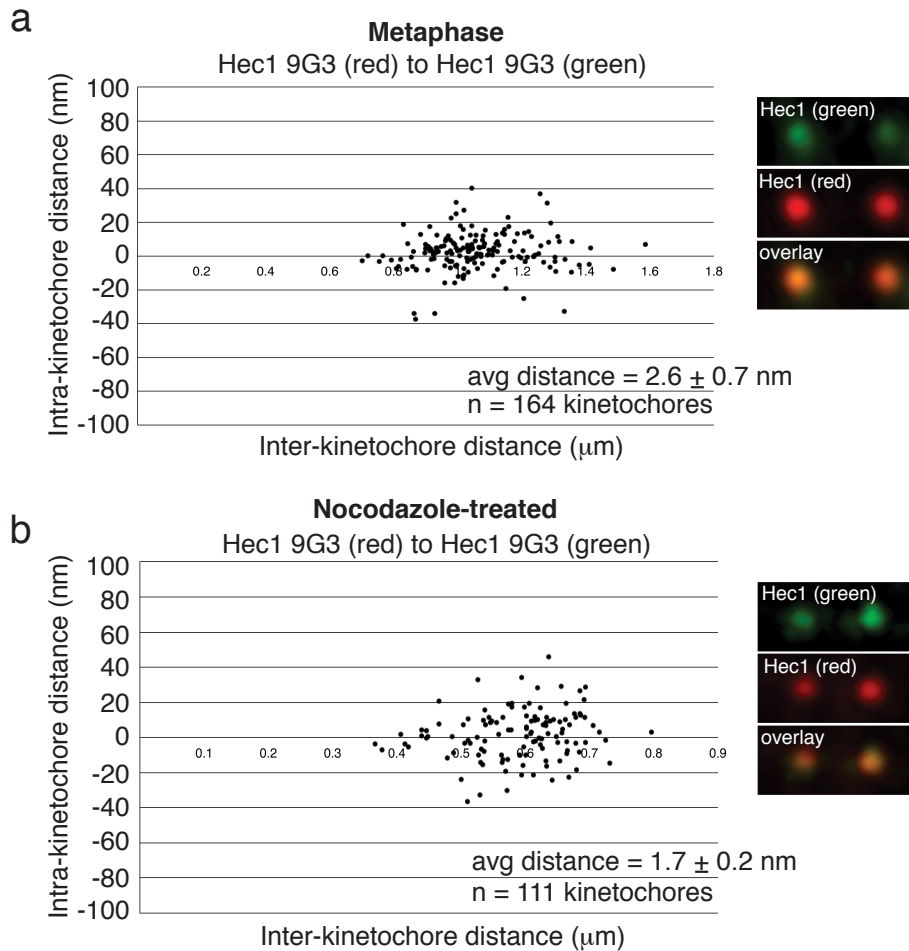 a
Metaphase
Hec1 9G3 (red) to Hec1 9G3 (green)
Intra-kinetochore distance (nm)
100
80
60
40
20
0
-20
-40
-60
-80
-100
0.2 0.4 0.6 0.8 1.0 1.2 1.4 1.6 1.8
avg distance = 2.6 ± 0.7 nm
n = 164 kinetochores
Inter-kinetochore distance (μm)
Hec1 (green)
Hec1 (red)
overlay
b
Nocodazole-treated
Hec1 9G3 (red) to Hec1 9G3 (green)
Intra-kinetochore distance (nm)
100
80
60
40
20
0
-20
-40
-60
-80
-100
0.1 0.2 0.3 0.4 0.5 0.6 0.7 0.8 0.9
avg distance = 1.7 ± 0.2 nm
n = 111 kinetochores
Inter-kinetochore distance (μm)
Hec1 (green)
Hec1 (red)
overlay